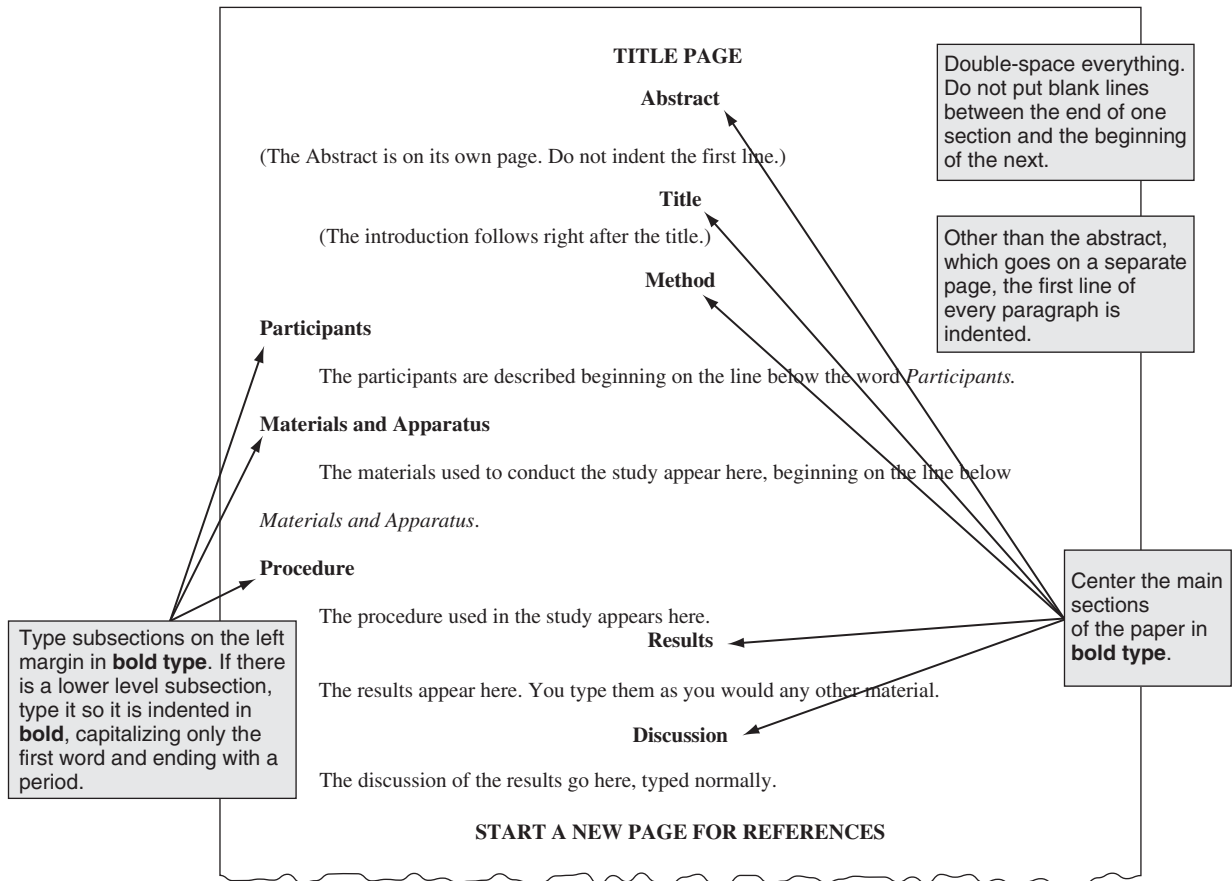 TITLE PAGE
Abstract
(The Abstract is on its own page. Do not indent the first line.)
Title
(The introduction follows right after the title.)
Method
Participants
The participants are described beginning on the line below the word Participants.
Materials and Apparatus
The materials used to conduct the study appear here, beginning on the line below
Materials and Apparatus.
Procedure
The procedure used in the study appears here.
Results
The results appear here. You type them as you would any other material.
Discussion
The discussion of the results go here, typed normally.
START A NEW PAGE FOR REFERENCES
Double-space everything.
Do not put blank lines
between the end of one
section and the beginning
of the next.
Other than the abstract,
which goes on a separate
page, the first line of
every paragraph is
indented.
Center the main
sections
of the paper in
bold type.
Type subsections on the left
margin in bold type. If there
is a lower level subsection,
type it so it is indented in
bold, capitalizing only the
first word and ending with a
period.